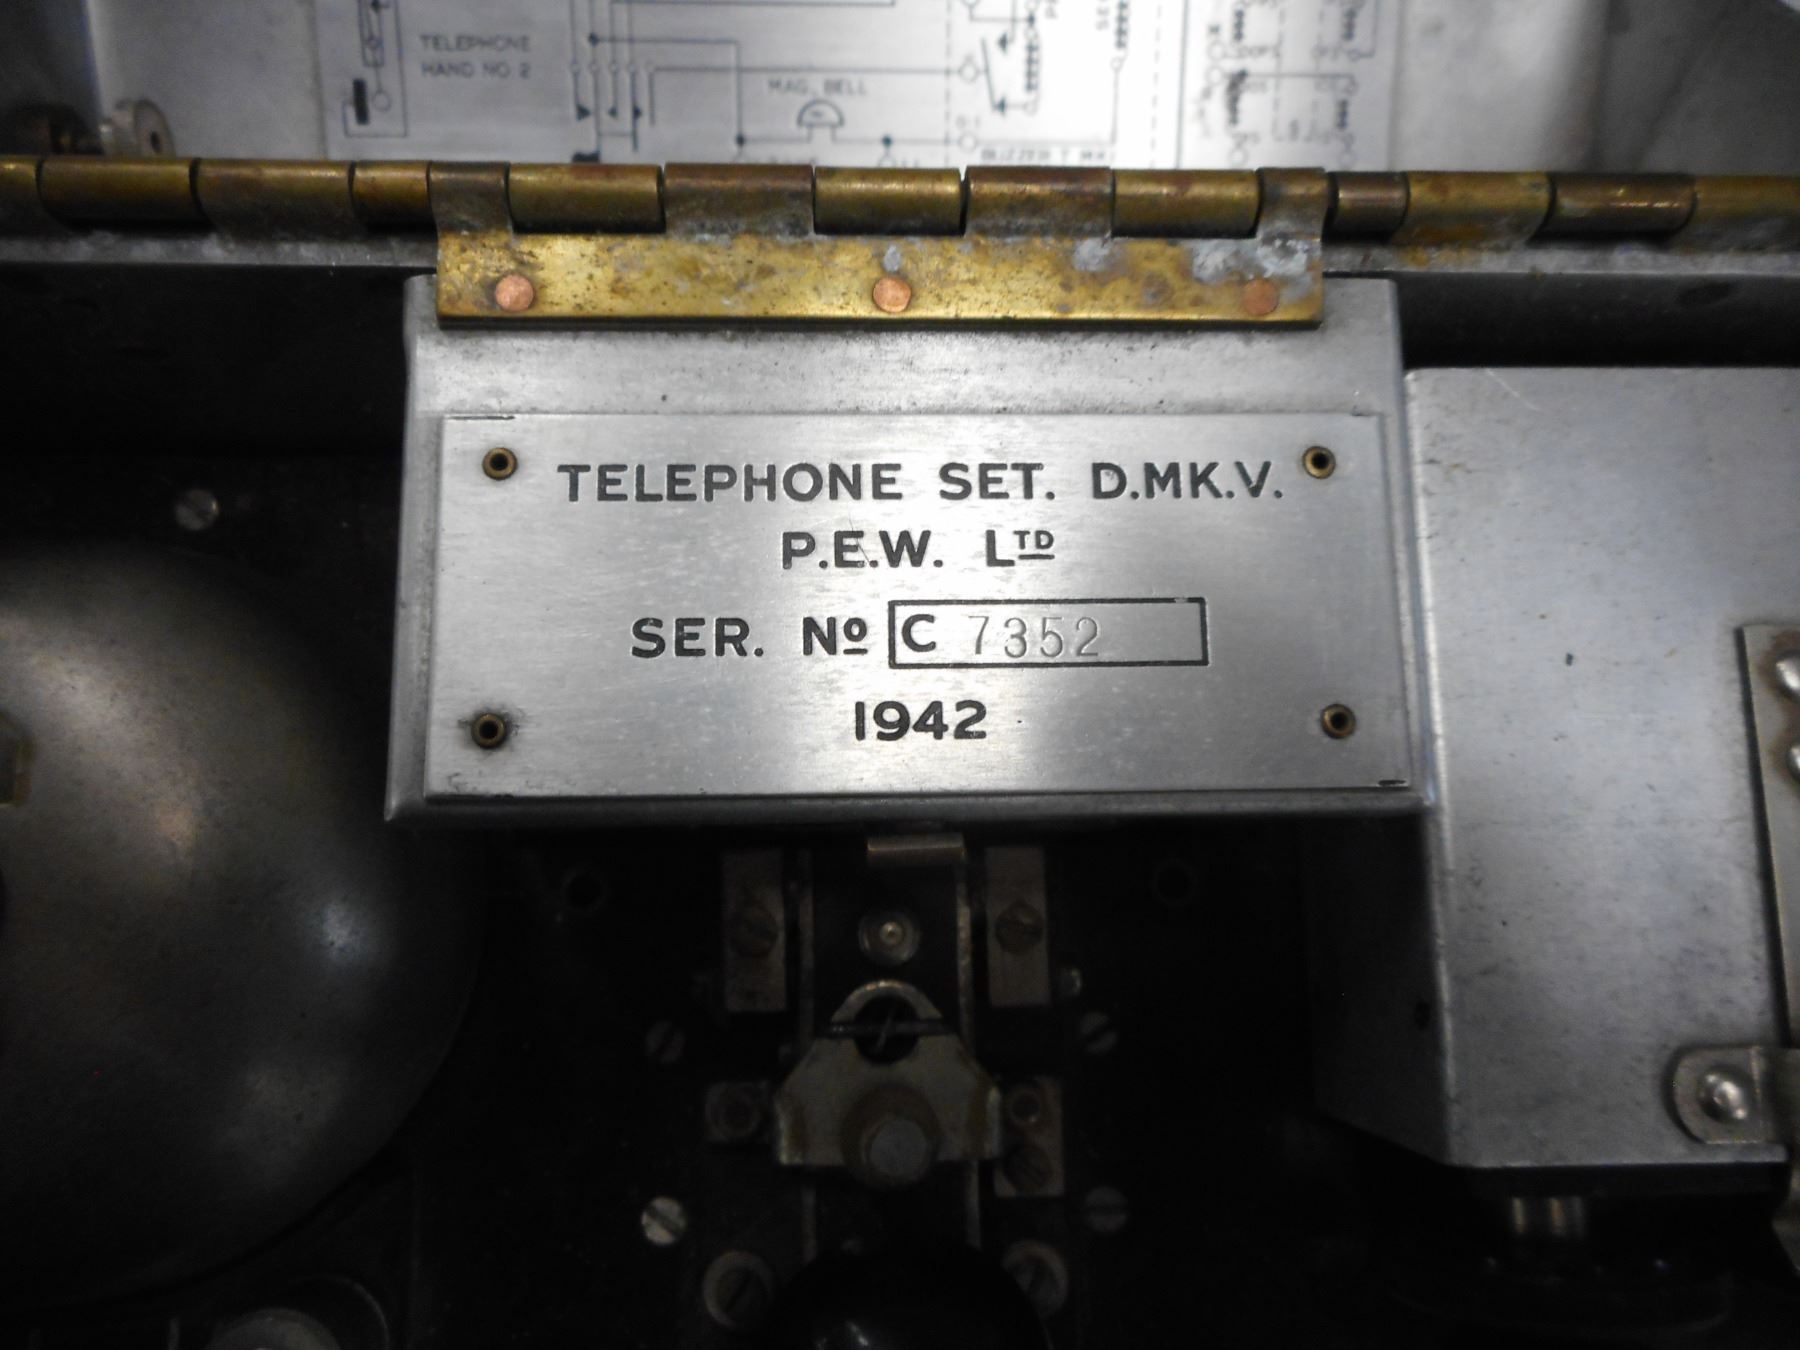 TELEPHONE
HAND NO. 2
MAG. BELL
TELEPHONE SET. D.MK.V.
P.E.W. LTD
SER. Nº C 7352
1942